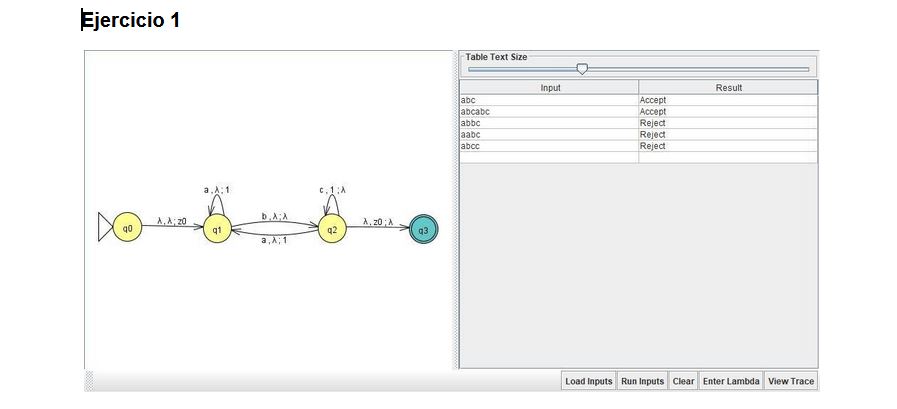 Ejercicio 1
Table Text Size
Input Result
abc Accept
abcabc Accept
abbc Reject
aabc Reject
abcc Reject
a , λ ; 1
c , 1 ; λ
λ , λ ; z0
b , λ ; λ
λ , z0 ; λ
q0 q1 q2 q3
a , λ ; 1
Load Inputs Run Inputs Clear Enter Lambda View Trace